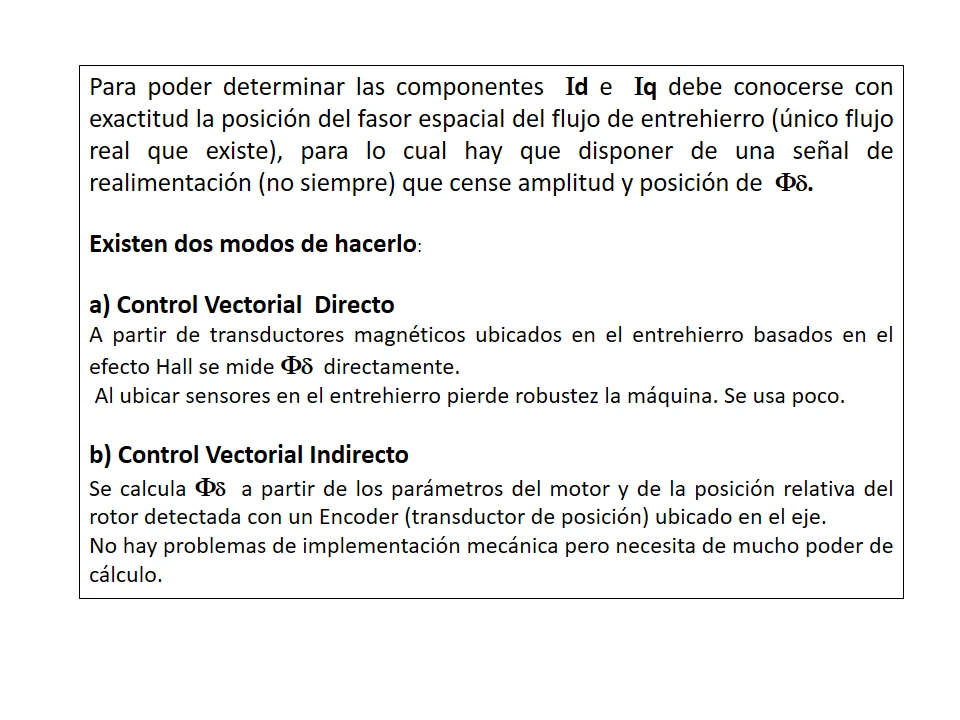 Para poder determinar las componentes Id e Iq debe conocerse con
exactitud la posición del fasor espacial del flujo de entrehierro (único flujo
real que existe), para lo cual hay que disponer de una señal de
realimentación (no siempre) que cense amplitud y posición de Φδ.
Existen dos modos de hacerlo:
a) Control Vectorial Directo
A partir de transductores magnéticos ubicados en el entrehierro basados en el
efecto Hall se mide Φδ directamente.
Al ubicar sensores en el entrehierro pierde robustez la máquina. Se usa poco.
b) Control Vectorial Indirecto
Se calcula Φδ a partir de los parámetros del motor y de la posición relativa del
rotor detectada con un Encoder (transductor de posición) ubicado en el eje.
No hay problemas de implementación mecánica pero necesita de mucho poder de
cálculo.